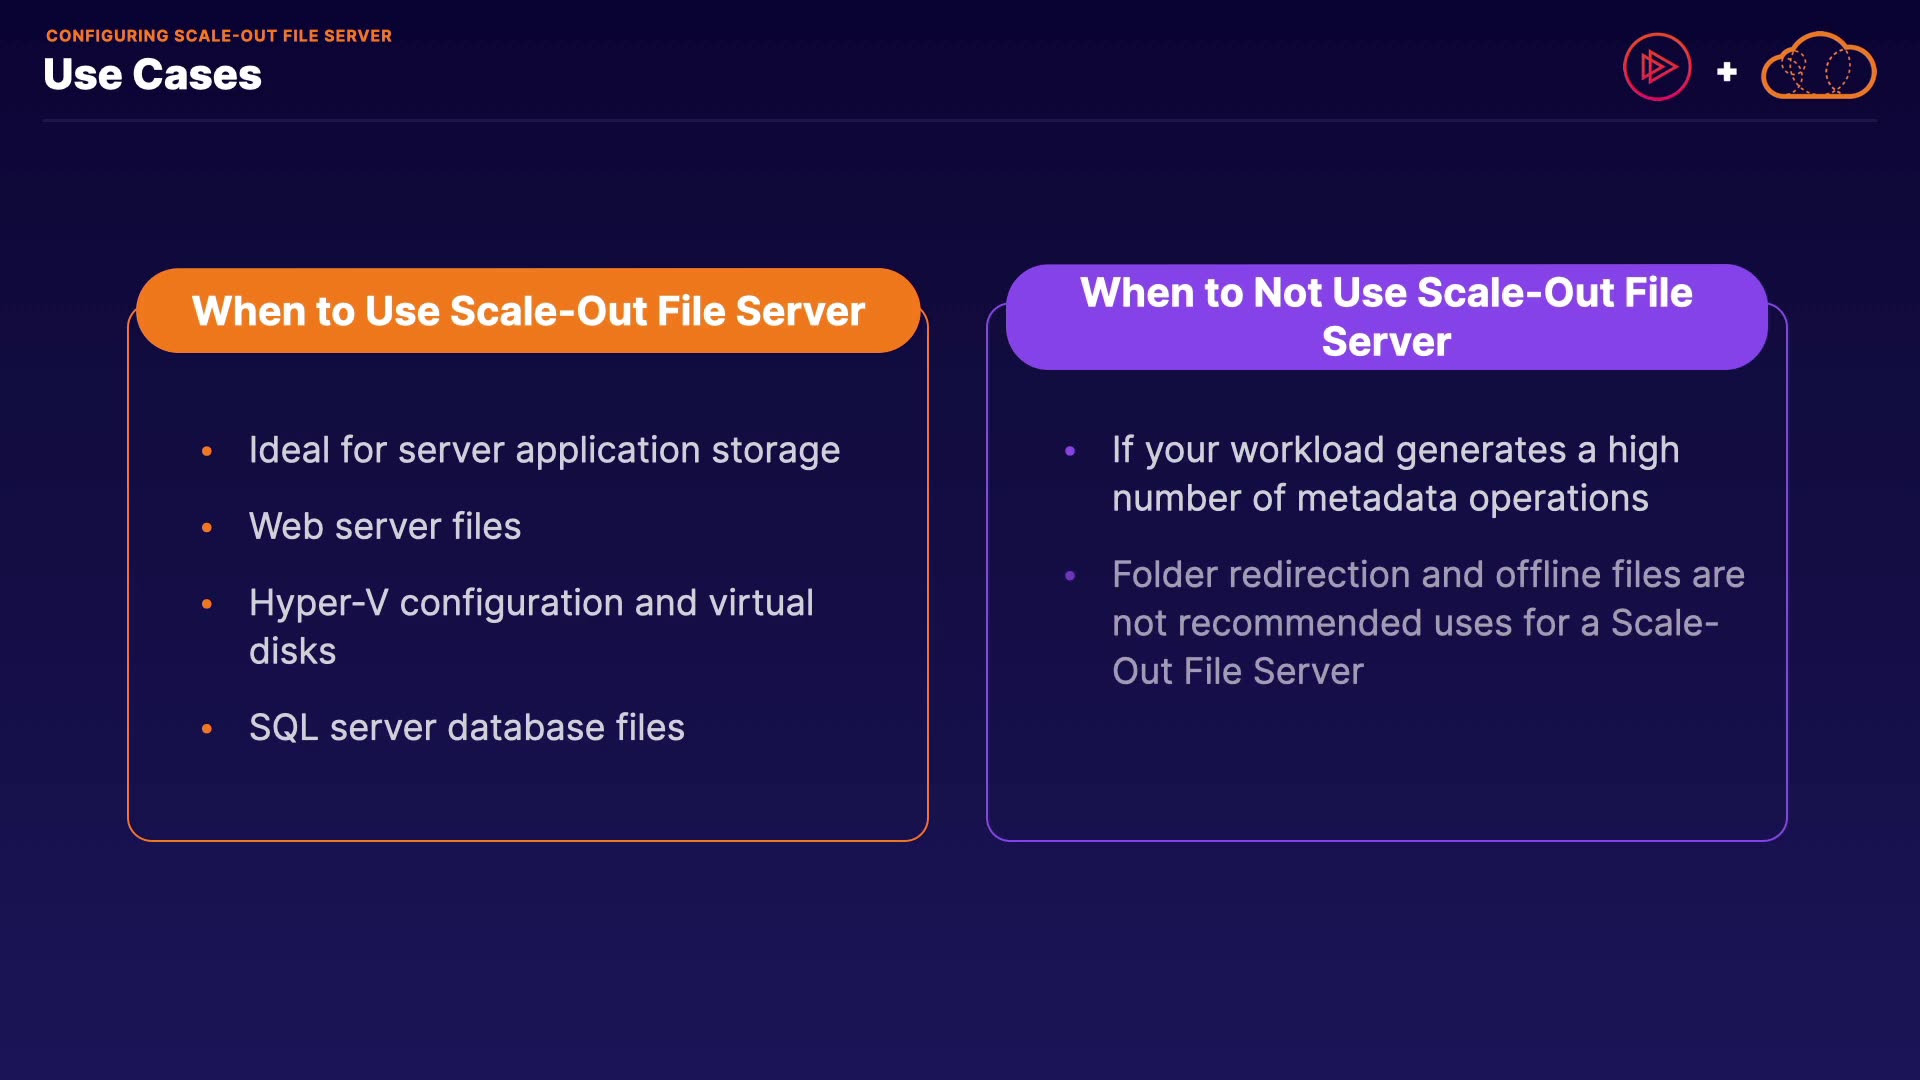 CONFIGURING SCALE-OUT FILE SERVER
Use Cases
+
When to Use Scale-Out File Server
• Ideal for server application storage
• Web server files
• Hyper-V configuration and virtual
disks
• SQL server database files
When to Not Use Scale-Out File
Server
• If your workload generates a high
number of metadata operations
• Folder redirection and offline files are
not recommended uses for a Scale-
Out File Server